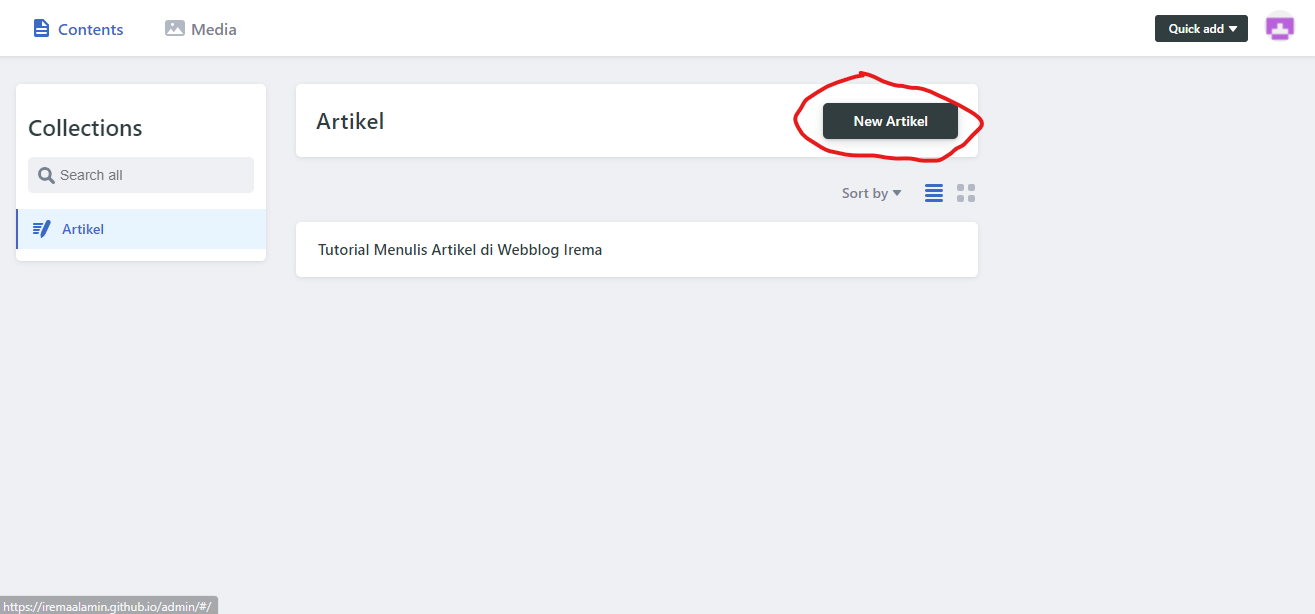 Contents
Media
Quick add
Collections
Search all
Artikel
Artikel
New Artikel
Sort by
Tutorial Menulis Artikel di Webblog Irema
https://iremaalamin.github.io/admin/#/